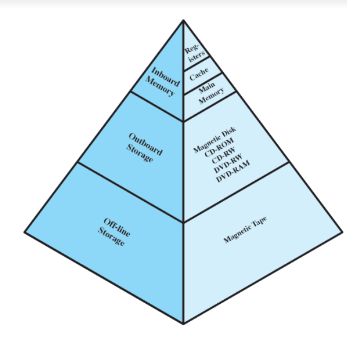 Inboard
Memory
Outboard
Storage
Off-line
Storage
Reg-
isters
Cache
Main
Memory
Magnetic Disk
CD-ROM
CD-RW
DVD-RW
DVD-RAM
Magnetic Tape